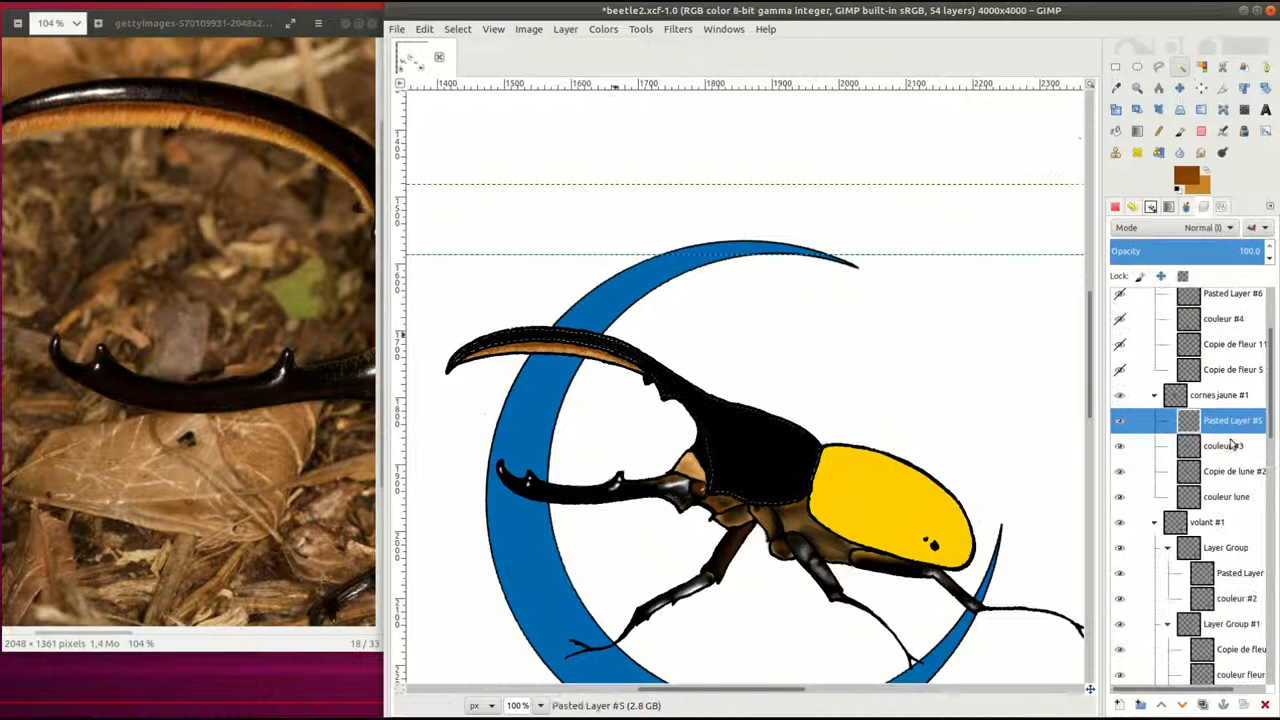 104 %
gettyimages-570109931-2048x2...
2048 × 1361 pixels 1,4 Mo 104 %
18 / 33
*beetle2.xcf-1.0 (RGB color 8-bit gamma integer, GIMP built-in sRGB, 54 layers) 4000x4000 – GIMP
File Edit Select View Image Layer Colors Tools Filters Windows Help
1400 1500 1600 1700 1800 1900 2000 2100 2200 2300
Mode Normal (l)
Opacity 100.0
Lock:
Pasted Layer #6
couleur #4
Copie de fleur 11
Copie de fleur 5
cornes jaune #1
Pasted Layer #5
couleur #3
Copie de lune #2
couleur lune
volant #1
Layer Group
Pasted Layer
couleur #2
Layer Group #1
Copie de fleu
couleur fleur
px 100 % Pasted Layer #5 (2.8 GB)